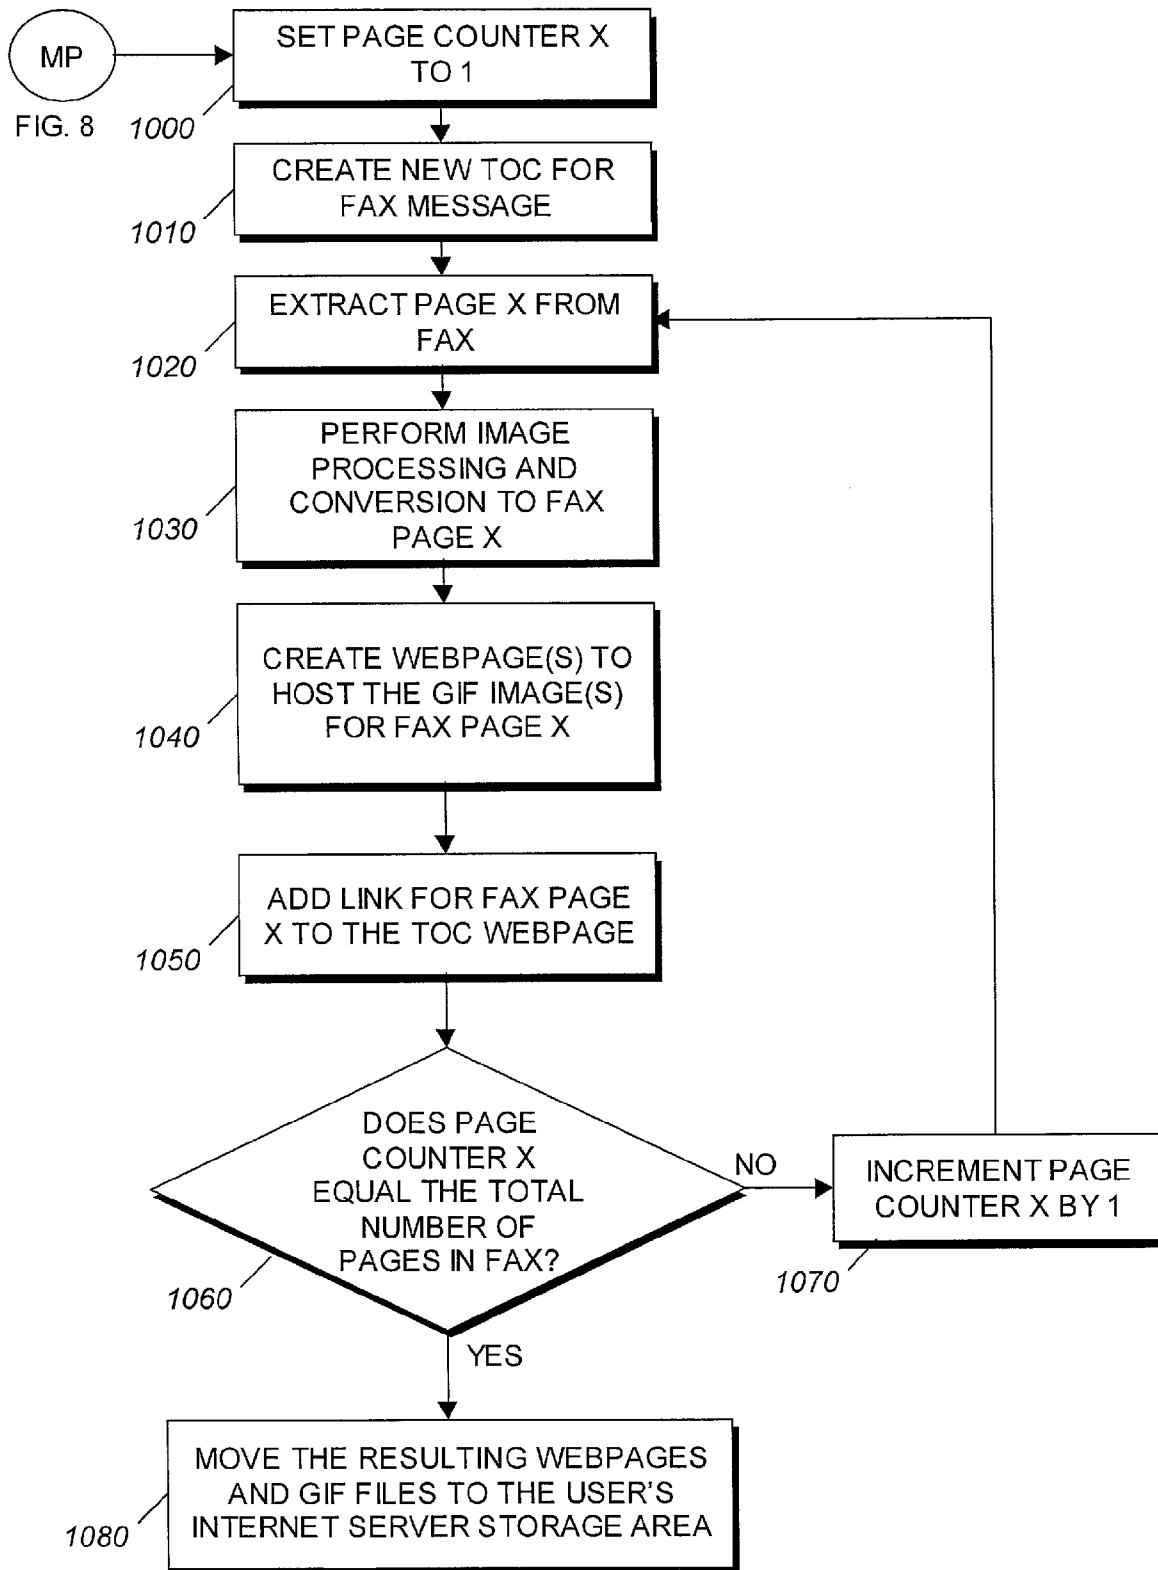 MP
FIG. 8
SET PAGE COUNTER X
TO 1
1000
CREATE NEW TOC FOR
FAX MESSAGE
1010
EXTRACT PAGE X FROM
FAX
1020
PERFORM IMAGE
PROCESSING AND
CONVERSION TO FAX
PAGE X
1030
CREATE WEBPAGE(S) TO
HOST THE GIF IMAGE(S)
FOR FAX PAGE X
1040
ADD LINK FOR FAX PAGE
X TO THE TOC WEBPAGE
1050
DOES PAGE
COUNTER X
EQUAL THE TOTAL
NUMBER OF
PAGES IN FAX?
1060
NO
INCREMENT PAGE
COUNTER X BY 1
1070
YES
MOVE THE RESULTING WEBPAGES
AND GIF FILES TO THE USER'S
INTERNET SERVER STORAGE AREA
1080